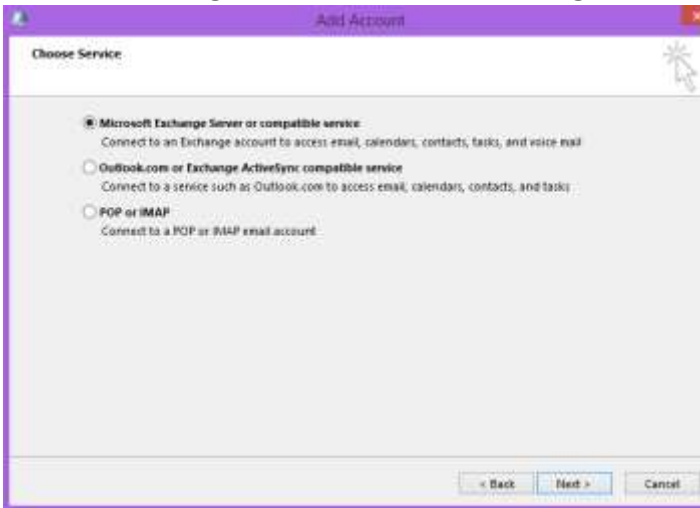 Add Account
Choose Service
Microsoft Exchange Server or compatible service
Connect to an Exchange account to access email, calendars, contacts, tasks, and voice mail
Outlook.com or Exchange ActiveSync compatible service
Connect to a service such as Outlook.com to access email, calendars, contacts, and tasks
POP or IMAP
Connect to a POP or IMAP email account
< Back Next > Cancel